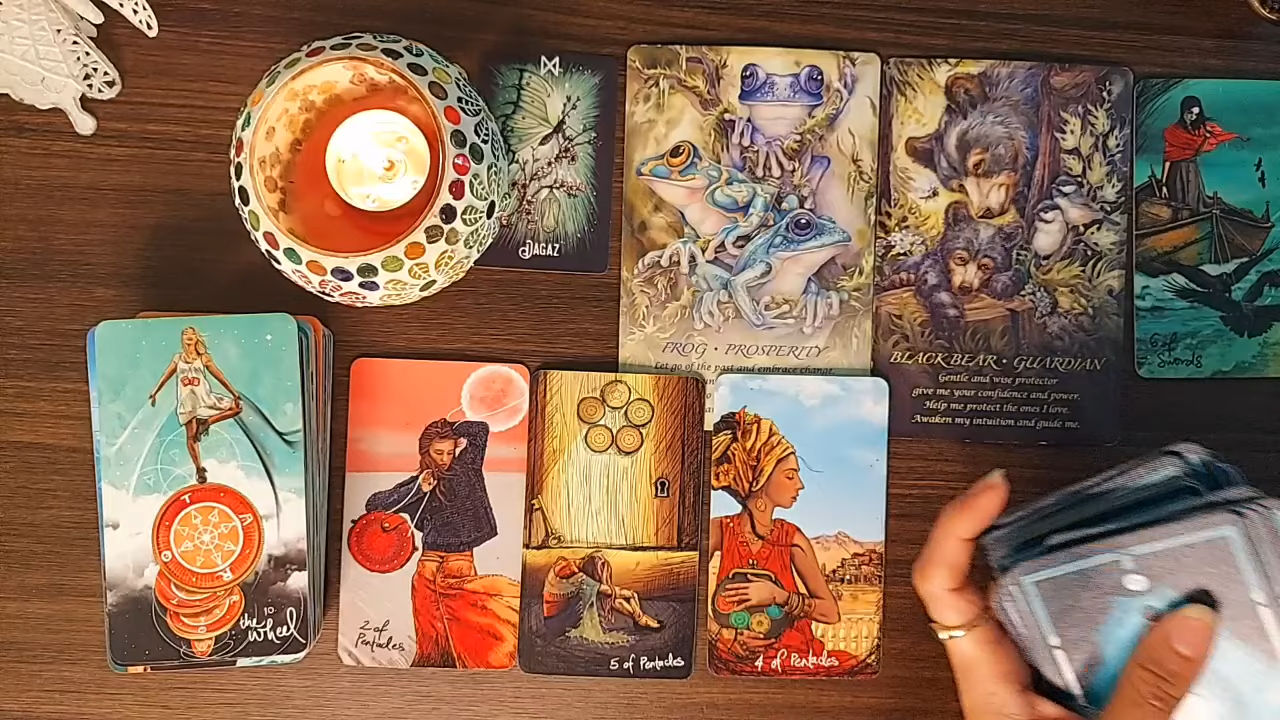 DAGAZ
FROG • PROSPERITY
Let go of the past and embrace change.
BLACK BEAR • GUARDIAN
Gentle and wise protector
give me your confidence and power.
Help me protect the ones I love.
Awaken my intuition and guide me.
6 of
Swords
T A R O
10.
the Wheel
2 of
Pentacles
5 of Pentacles
4 of Pentacles